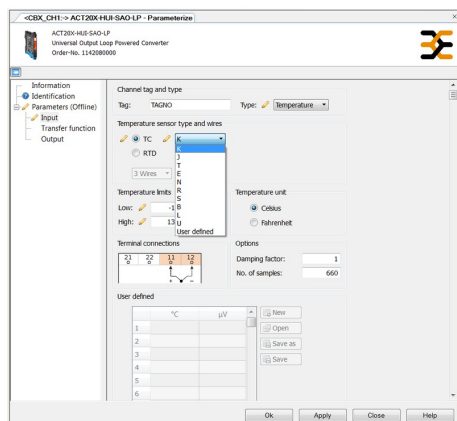 <CBX_CH1:-> ACT20X-HUI-SAO-LP - Parameterize
ACT20X-HUI-SAO-LP
Universal Output Loop Powered Converter
Order-No. 1142080000
Information
Identification
Parameters (Offline)
Input
Transfer function
Output
Channel tag and type
Tag: TAGNO Type: Temperature
Temperature sensor type and wires
TC K
RTD
3 Wires
K
J
T
E
N
R
S
B
L
U
User defined
Temperature limits
Low: -1
High: 13
Temperature unit
Celsius
Fahrenheit
Terminal connections
21 22 11 12
+ -
Options
Damping factor: 1
No. of samples: 660
User defined
°C µV
1
2
3
4
5
6
New
Open
Save as
Save
Ok Apply Close Help